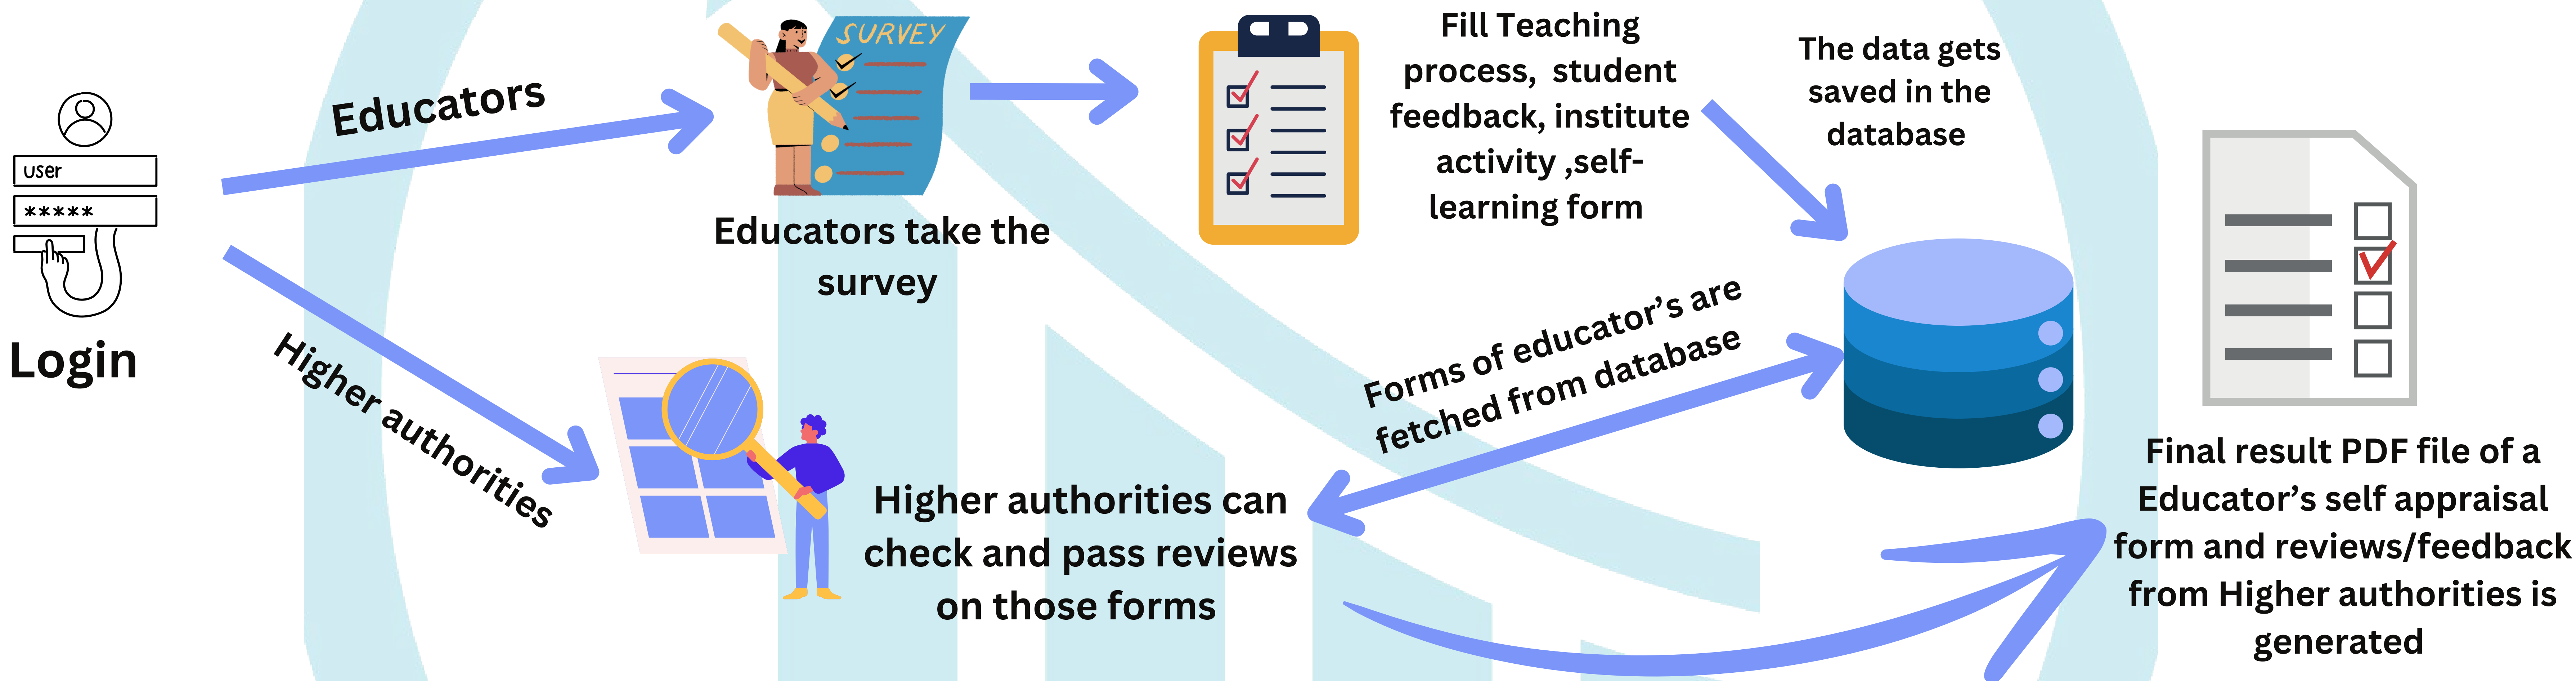 user
*****
Login
Educators
Higher authorities
SURVEY
Educators take the
survey
Fill Teaching
process, student
feedback, institute
activity ,self-
learning form
The data gets
saved in the
database
Forms of educator's are
fetched from database
Higher authorities can
check and pass reviews
on those forms
Final result PDF file of a
Educator's self appraisal
form and reviews/feedback
from Higher authorities is
generated